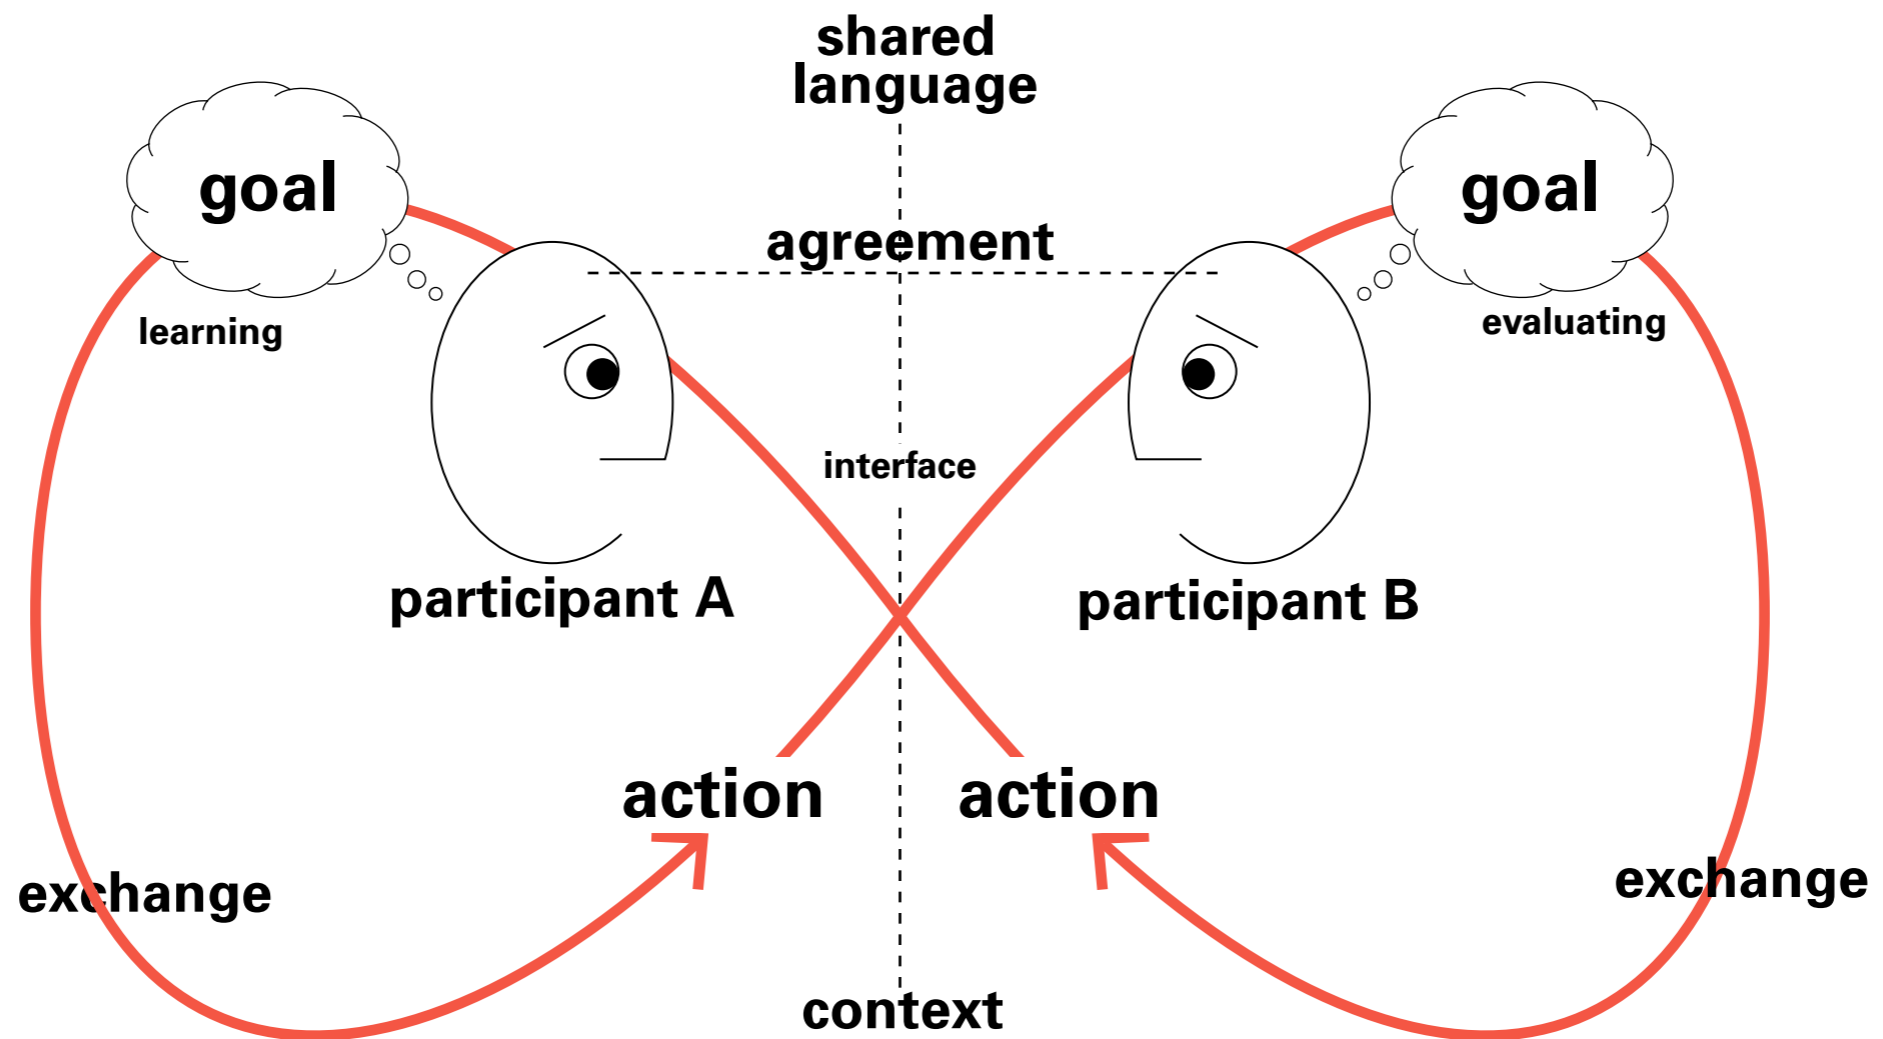 shared
language
goal
goal
agreement
learning
evaluating
interface
participant A
participant B
action
action
exchange
exchange
context